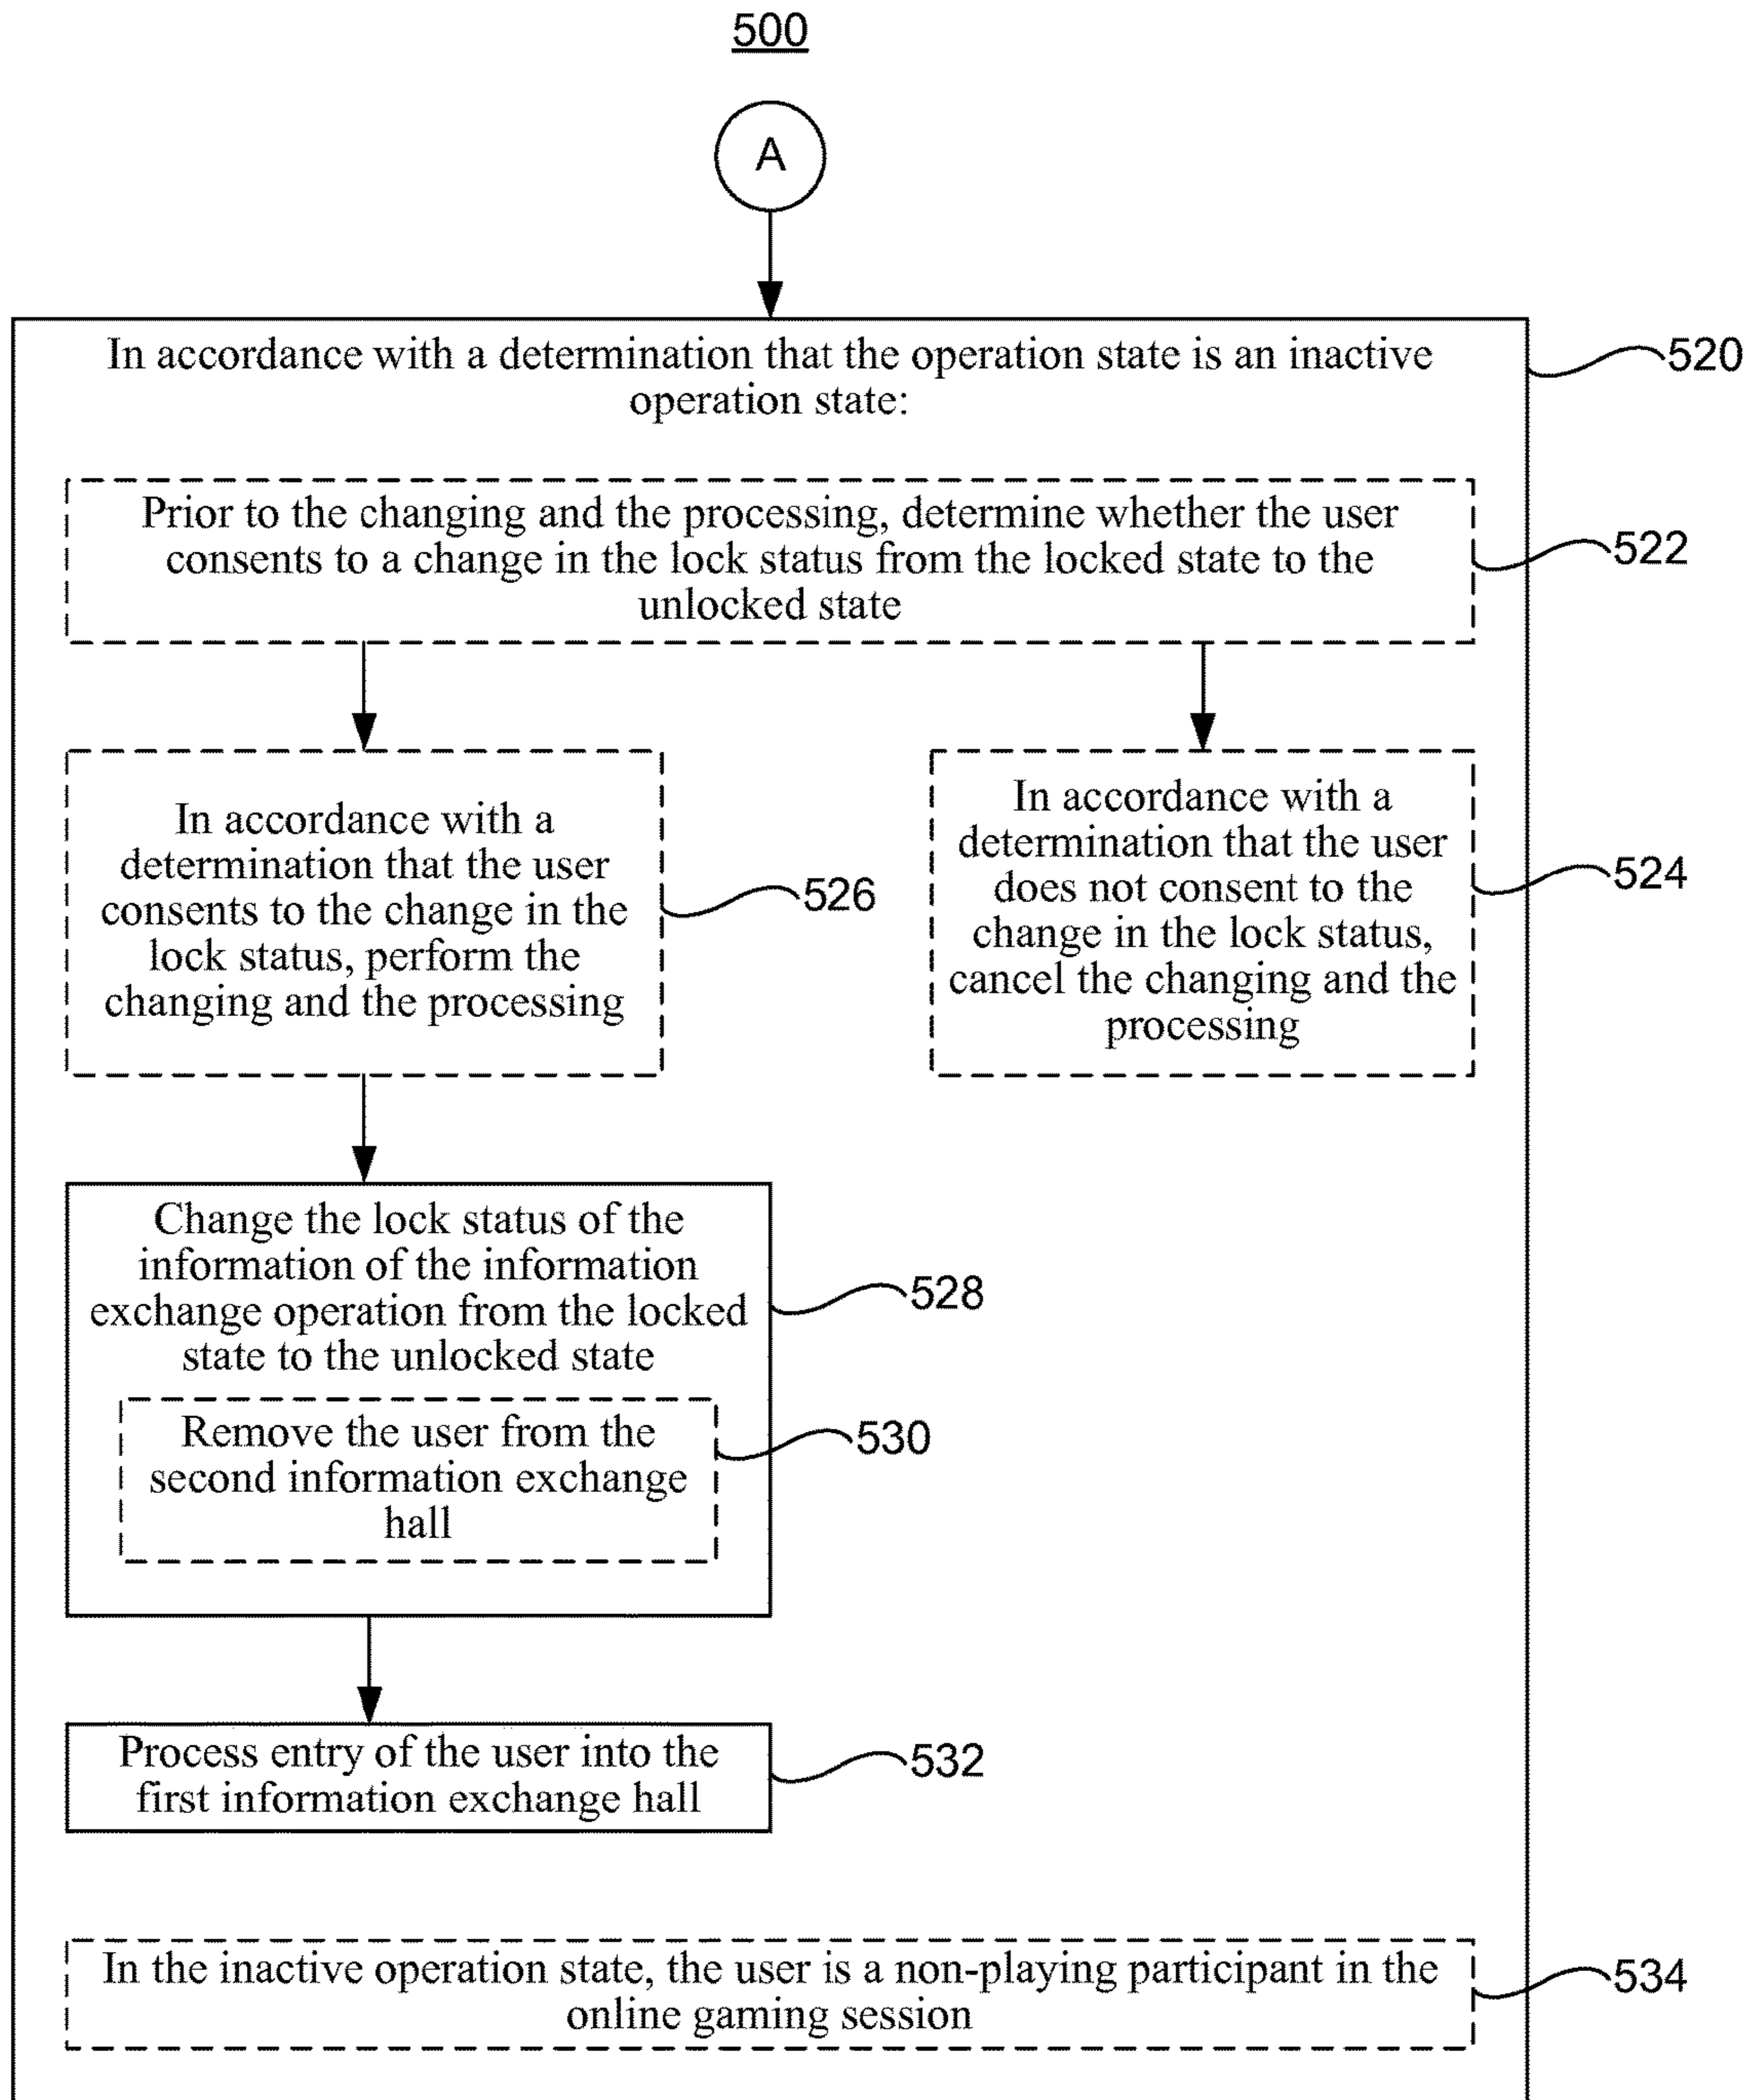 500
A
In accordance with a determination that the operation state is an inactive
operation state:
520
Prior to the changing and the processing, determine whether the user
consents to a change in the lock status from the locked state to the
unlocked state
522
In accordance with a
determination that the user
consents to the change in the
lock status, perform the
changing and the processing
526
In accordance with a
determination that the user
does not consent to the
change in the lock status,
cancel the changing and the
processing
524
Change the lock status of the
information of the information
exchange operation from the locked
state to the unlocked state
528
Remove the user from the
second information exchange
hall
530
Process entry of the user into the
first information exchange hall
532
In the inactive operation state, the user is a non-playing participant in the
online gaming session
534